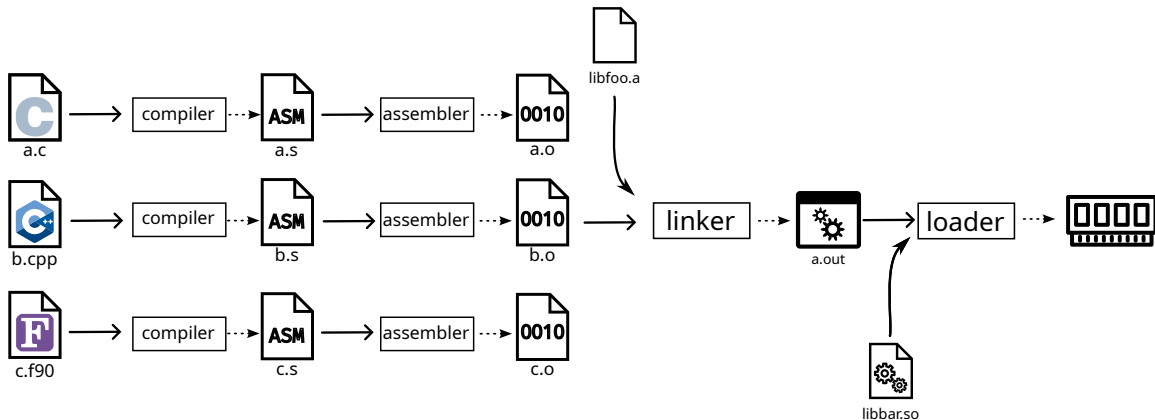 libfoo.a
C
compiler
ASM
assembler
0010
a.c
a.s
a.o
C++
compiler
ASM
assembler
0010
linker
loader
b.cpp
b.s
b.o
a.out
F
compiler
ASM
assembler
0010
c.f90
c.s
c.o
libbar.so